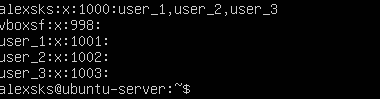 alexsks:x:1000:user_1,user_2,user_3
vboxsf:x:998:
user_1:x:1001:
user_2:x:1002:
user_3:x:1003:
alexsks@ubuntu-server:~$